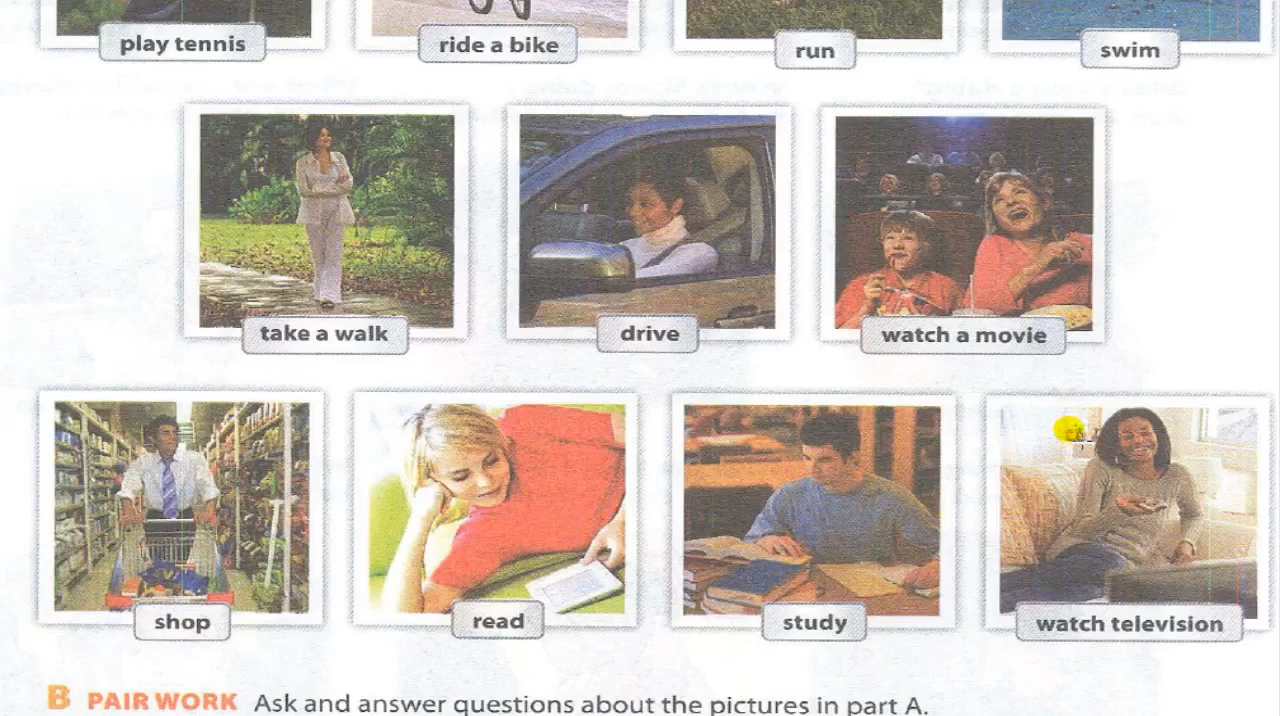 play tennis
ride a bike
run
swim
take a walk
drive
watch a movie
shop
read
study
watch television
B PAIR WORK Ask and answer questions about the pictures in part A.